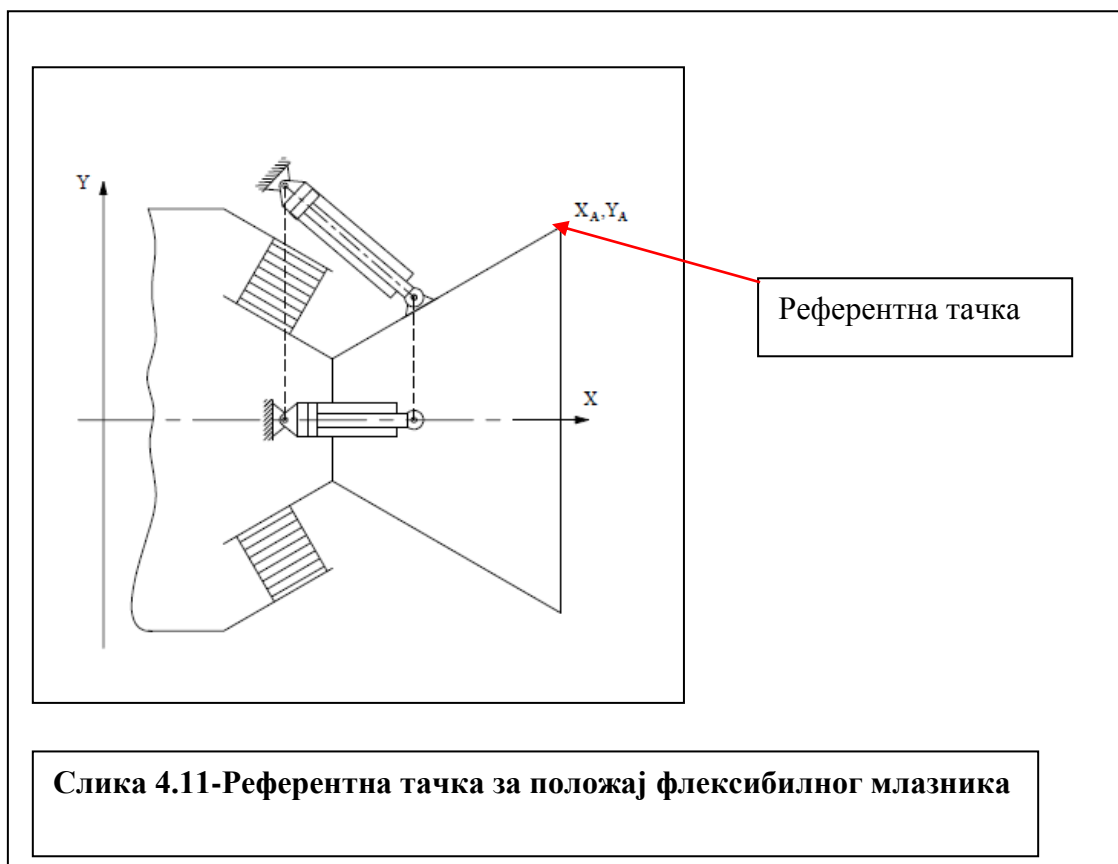 Y
X_A,Y_A
Референтна тачка
X
Слика 4.11-Референтна тачка за положај флексибилног млазника